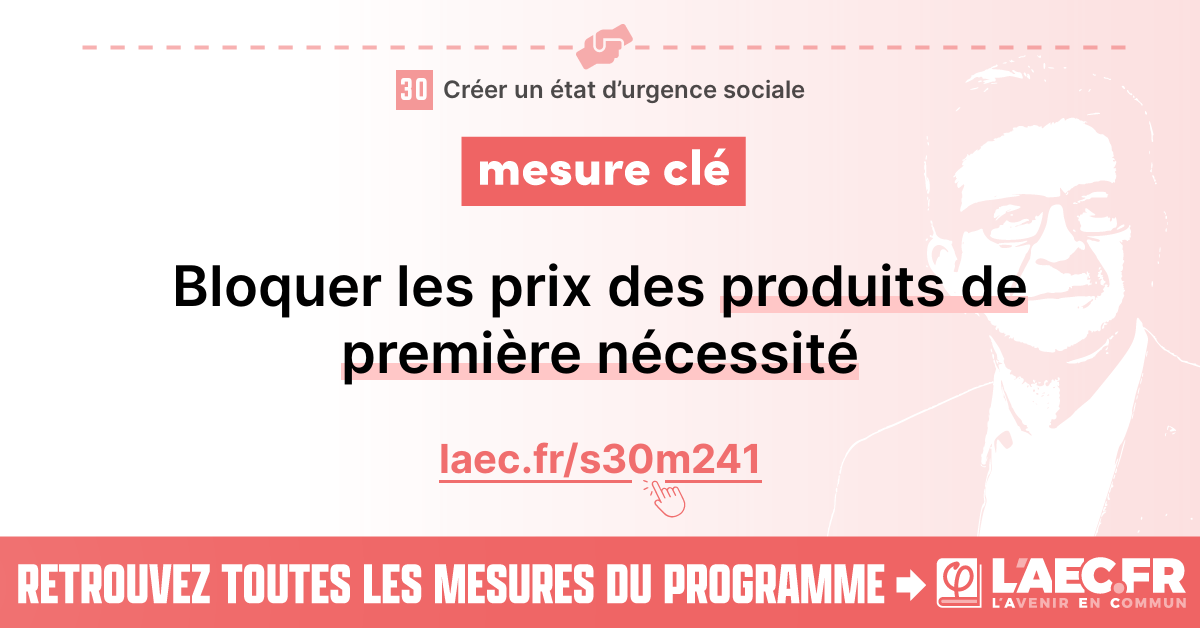 30 Créer un état d’urgence sociale
mesure clé
Bloquer les prix des produits de
première nécessité
laec.fr/s30m241
RETROUVEZ TOUTES LES MESURES DU PROGRAMME
L'AEC.FR
L'AVENIR EN COMMUN